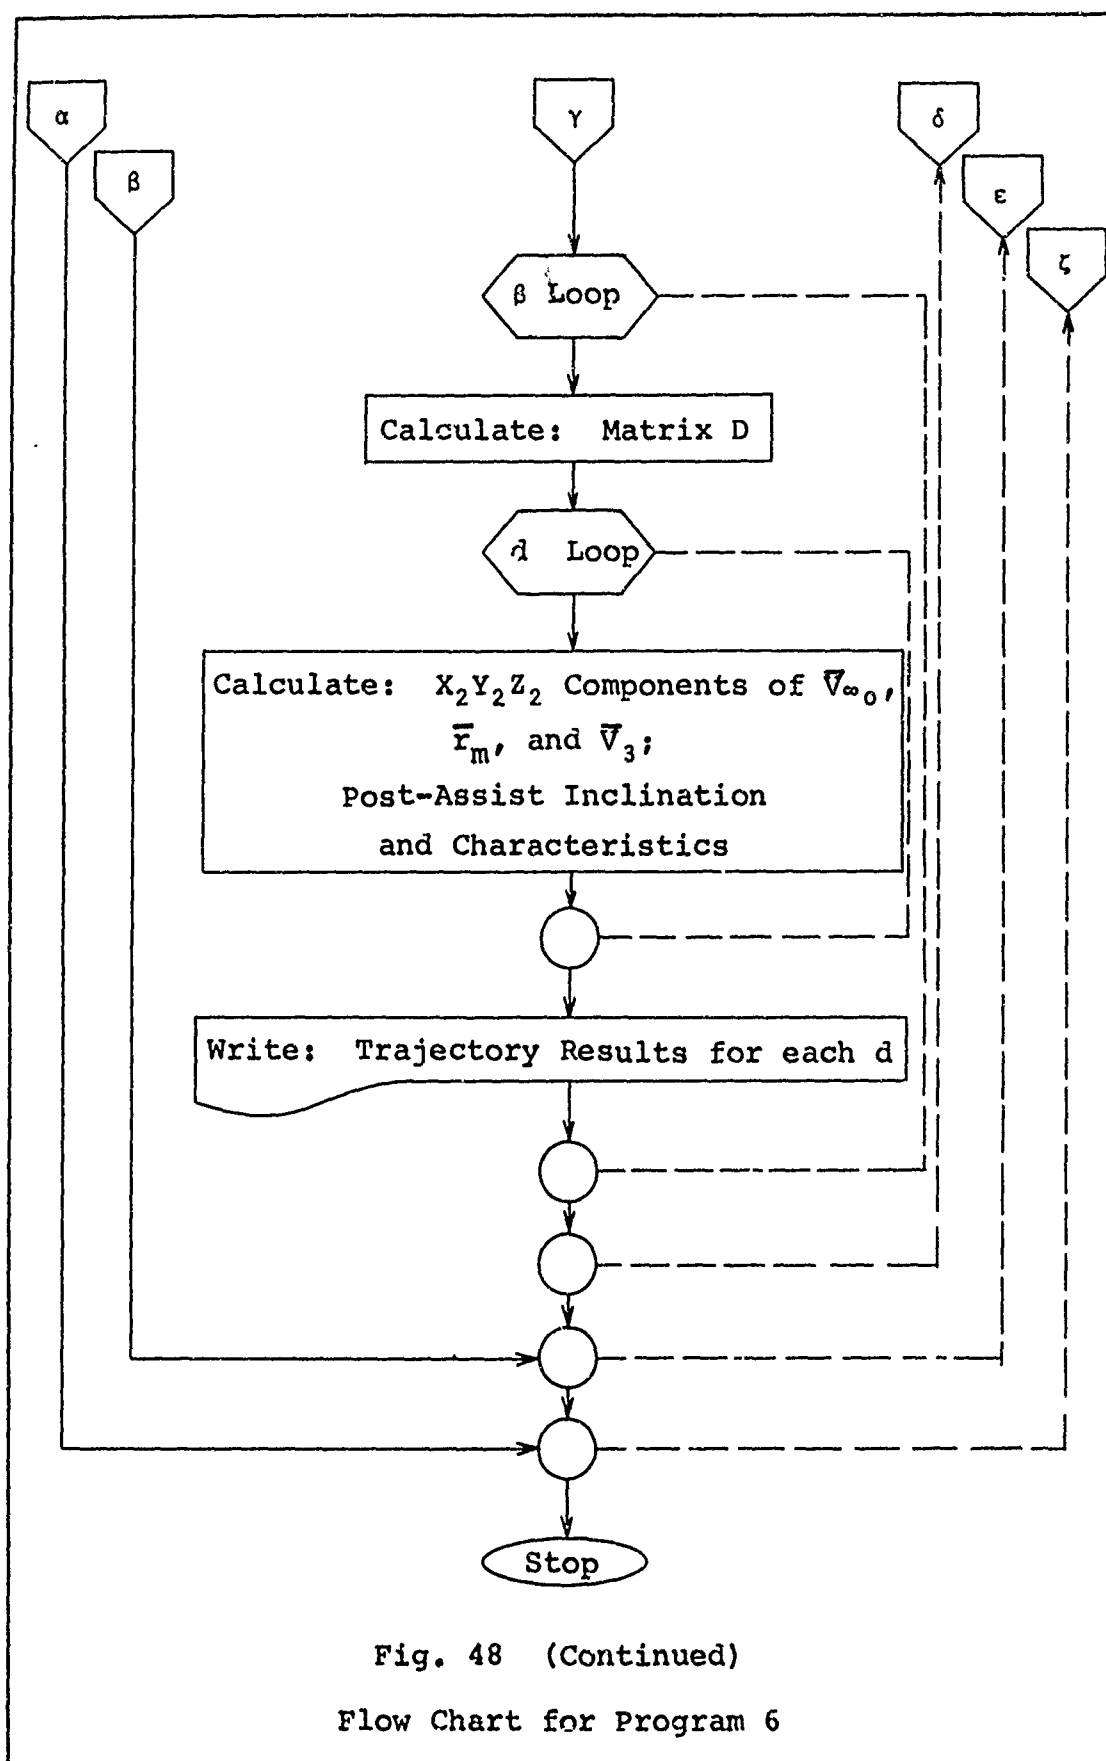 α
γ
δ
β
ε
ζ
β Loop
Calculate: Matrix D
d Loop
Calculate: X₂Y₂Z₂ Components of V̅∞₀,
r̅ₘ, and V̅₃;
Post-Assist Inclination
and Characteristics
Write: Trajectory Results for each d
Stop
Fig. 48 (Continued)
Flow Chart for Program 6